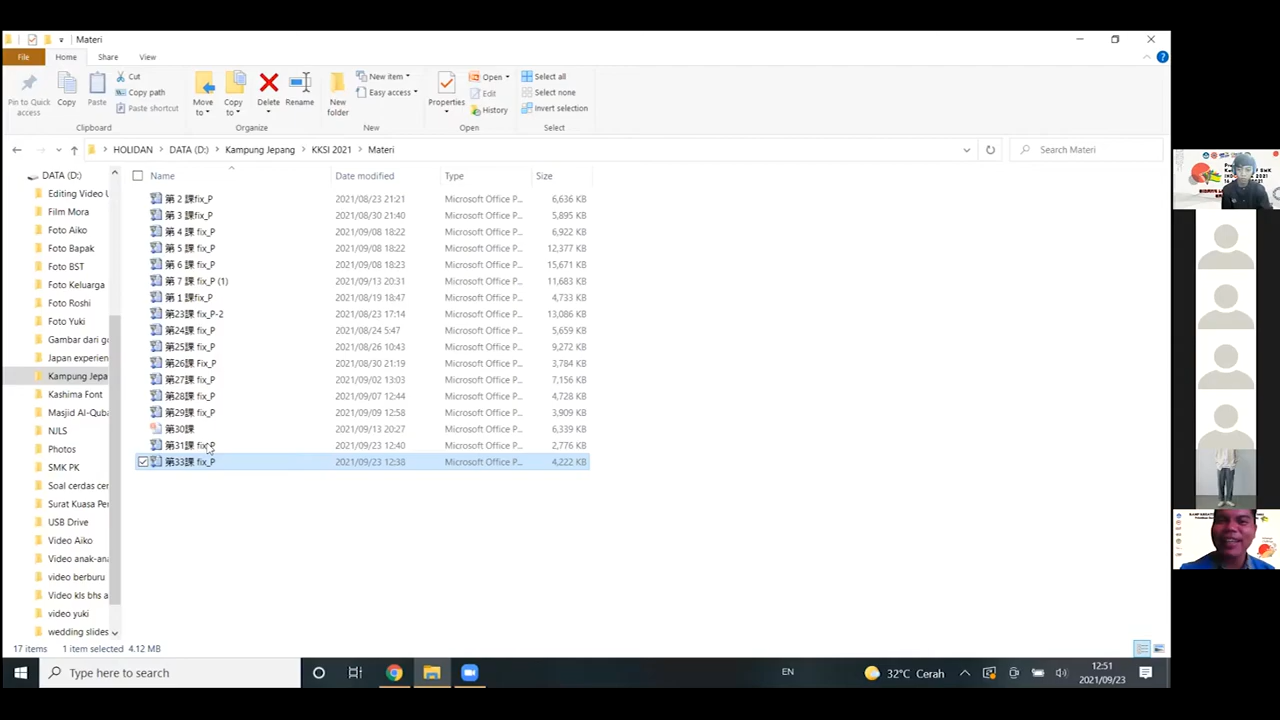 Materi
File Home Share View
Pin to Quick access
Copy
Paste
Cut
Copy path
Paste shortcut
Clipboard
Move to
Copy to
Delete
Rename
Organize
New folder
New item
Easy access
New
Properties
Open
Edit
History
Open
Select all
Select none
Invert selection
Select
HOLIDAN > DATA (D:) > Kampung Jepang > KKSI 2021 > Materi
Search Materi
DATA (D:)
Editing Video U
Film Mora
Foto Aiko
Foto Bapak
Foto BST
Foto Keluarga
Foto Roshi
Foto Yuki
Gambar dari go
Japan experien
Kampung Jepa
Kashima Font
Masjid Al-Quba
NJLS
Photos
SMK PK
Soal cerdas cer
Surat Kuasa Per
USB Drive
Video Aiko
Video anak-ana
video berburu
Video kls bhs a
video yuki
wedding slides
Name Date modified Type Size
第 2 課fix_P 2021/08/23 21:21 Microsoft Office P... 6,636 KB
第 3 課fix_P 2021/08/30 21:40 Microsoft Office P... 5,895 KB
第 4 課 fix_P 2021/09/08 18:22 Microsoft Office P... 6,922 KB
第 5 課 fix_P 2021/09/08 18:22 Microsoft Office P... 12,377 KB
第 6 課 fix_P 2021/09/08 18:23 Microsoft Office P... 15,671 KB
第 7 課 fix_P (1) 2021/09/13 20:31 Microsoft Office P... 11,683 KB
第 1 課fix_P 2021/08/19 18:47 Microsoft Office P... 4,733 KB
第23課 fix_P-2 2021/08/23 17:14 Microsoft Office P... 13,086 KB
第24課 fix_P 2021/08/24 5:47 Microsoft Office P... 5,659 KB
第25課 fix_P 2021/08/26 10:43 Microsoft Office P... 9,272 KB
第26課 Fix_P 2021/08/30 21:19 Microsoft Office P... 3,784 KB
第27課 fix_P 2021/09/02 13:03 Microsoft Office P... 7,156 KB
第28課 fix_P 2021/09/07 12:44 Microsoft Office P... 4,728 KB
第29課 fix_P 2021/09/09 12:58 Microsoft Office P... 3,909 KB
第30課 2021/09/13 20:27 Microsoft Office P... 6,339 KB
第31課 fix_P 2021/09/23 12:40 Microsoft Office P... 2,776 KB
第33課 fix_P 2021/09/23 12:38 Microsoft Office P... 4,222 KB
17 items 1 item selected 4.12 MB
Type here to search
EN
32°C Cerah
12:51
2021/09/23